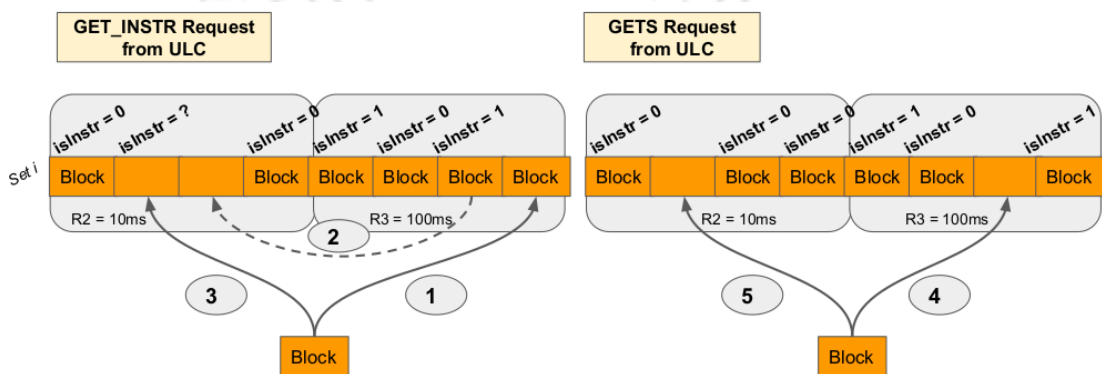 GET_INSTR Request
from ULC
GETS Request
from ULC
isInstr = 0
isInstr = ?
isInstr = 0
isInstr = 1
isInstr = 0
isInstr = 1
isInstr = 0
isInstr = 0
isInstr = 0
isInstr = 1
isInstr = 0
isInstr = 1
Set i
Block
Block
Block
Block
Block
Block
Block
Block
Block
Block
Block
Block
R2 = 10ms
R3 = 100ms
R2 = 10ms
R3 = 100ms
2
3
1
5
4
Block
Block